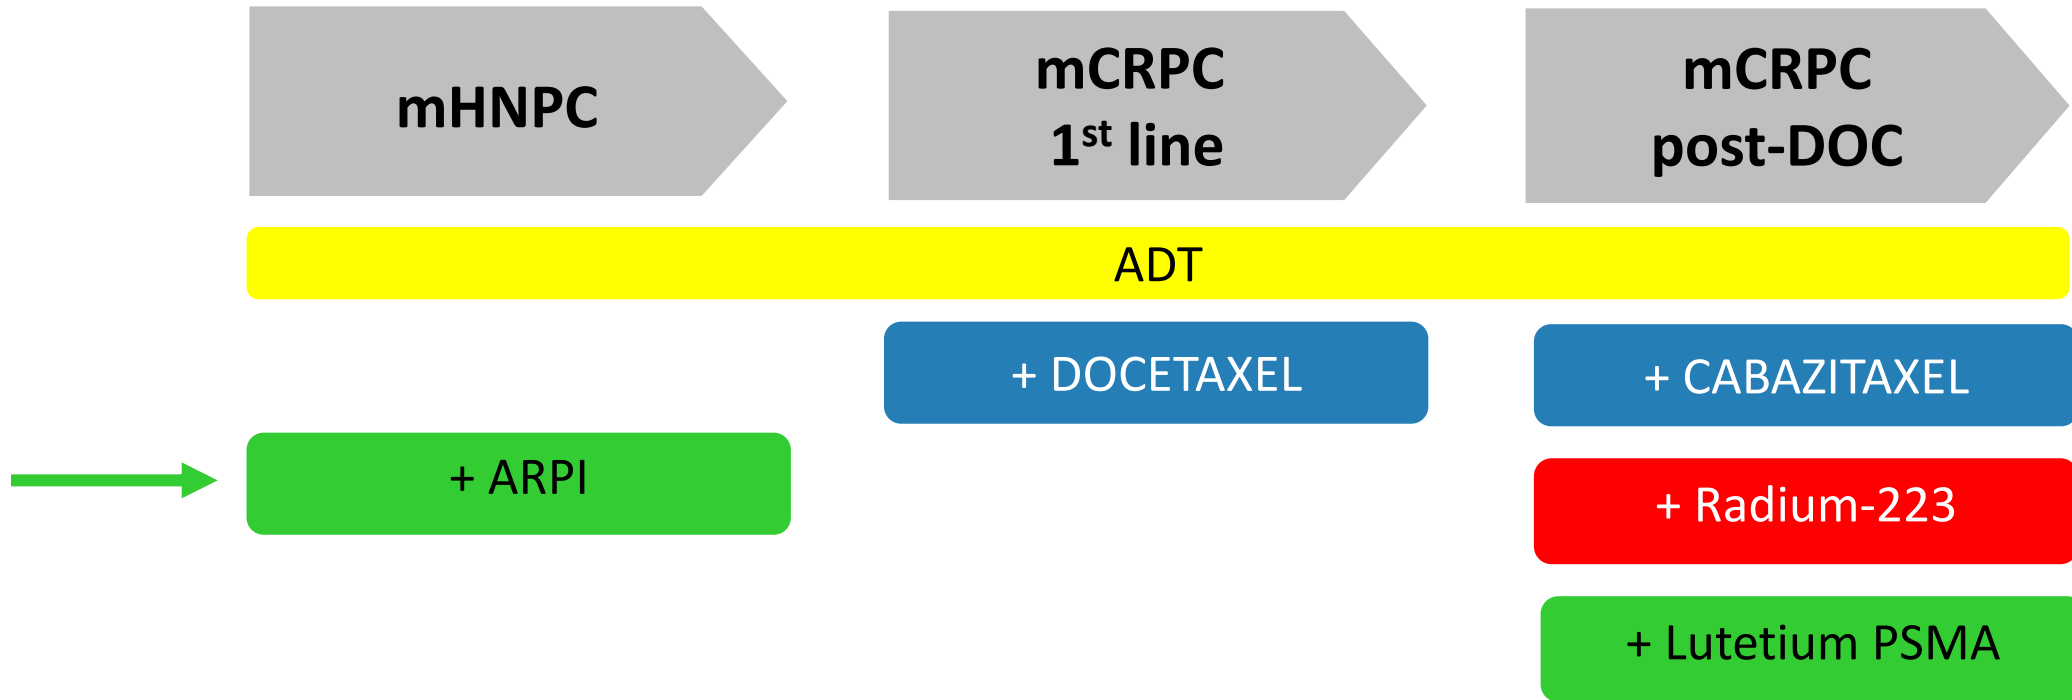 mHNPC
mCRPC
1st line
mCRPC
post-DOC
ADT
+ DOCETAXEL
+ CABAZITAXEL
+ ARPI
+ Radium-223
+ Lutetium PSMA